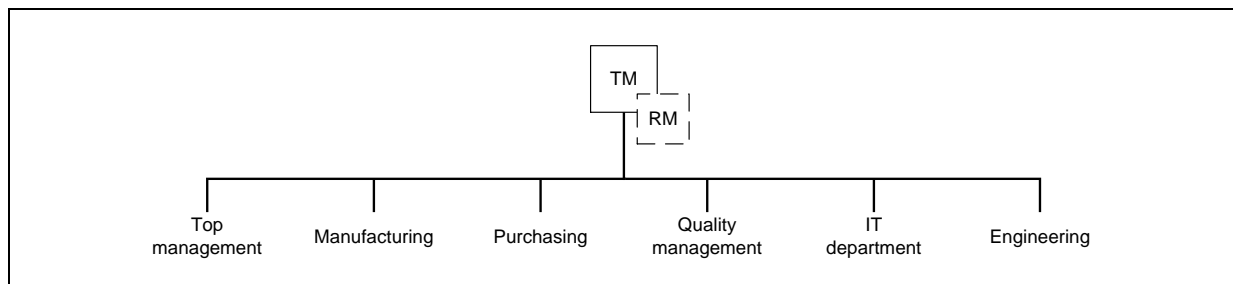 TM
RM
Top
management
Manufacturing
Purchasing
Quality
management
IT
department
Engineering